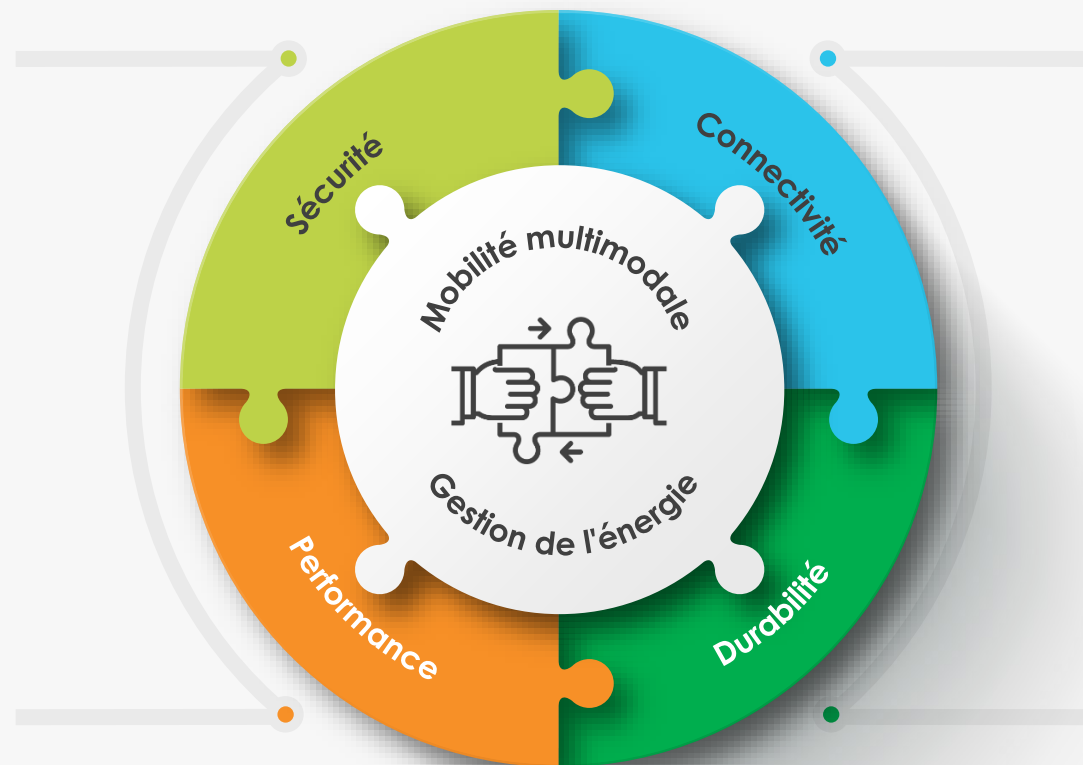 Sécurité
Connectivité
Mobilité multimodale
Gestion de l'énergie
Performance
Durabilité